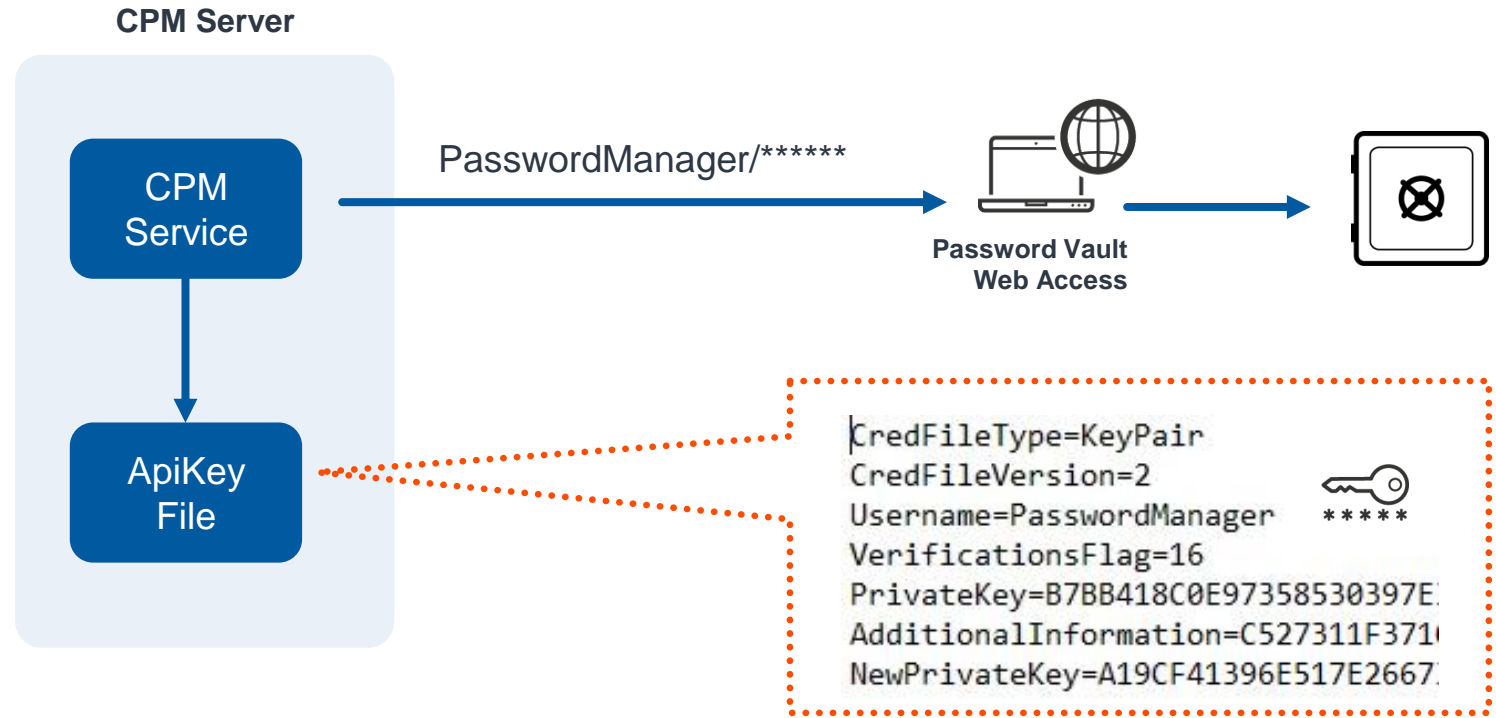 CPM Server
CPM
Service
PasswordManager/******
Password Vault
Web Access
ApiKey
File
CredFileType=KeyPair
CredFileVersion=2
Username=PasswordManager
*****
VerificationsFlag=16
PrivateKey=B7BB418C0E97358530397E
AdditionalInformation=C527311F371
NewPrivateKey=A19CF41396E517E2667